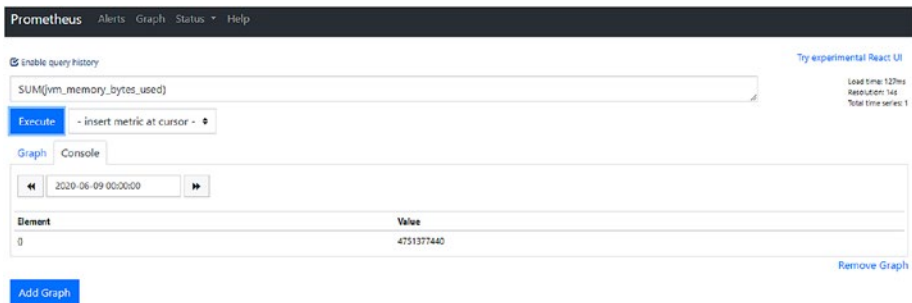 Prometheus Alerts Graph Status Help
Enable query history
Try experimental React UI
SUM(jvm_memory_bytes_used)
Load time: 127ms
Resolution: 14s
Total time series: 1
Execute
- insert metric at cursor -
Graph Console
2020-06-09 00:00:00
Element Value
{} 4751377440
Remove Graph
Add Graph